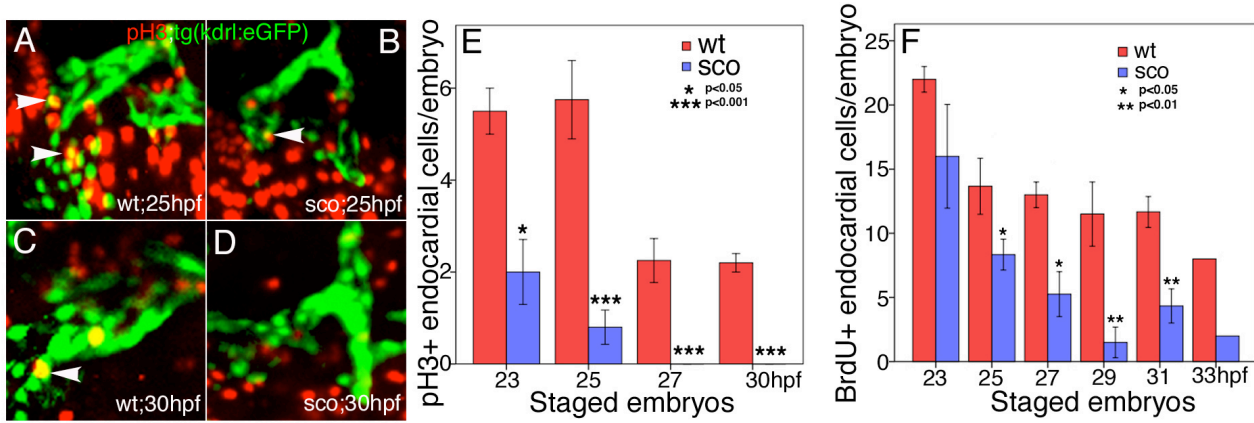 A
pH3;tg(kdrl:eGFP)
B
wt;25hpf
sco;25hpf
C
D
wt;30hpf
sco;30hpf
E
pH3+ endocardial cells/embryo
6
4
2
0
wt
sco
* p<0.05
*** p<0.001
*
***
***
***
23 25 27 30hpf
Staged embryos
F
BrdU+ endocardial cells/embryo
25
20
15
10
5
0
wt
sco
* p<0.05
** p<0.01
*
*
**
**
23 25 27 29 31 33hpf
Staged embryos